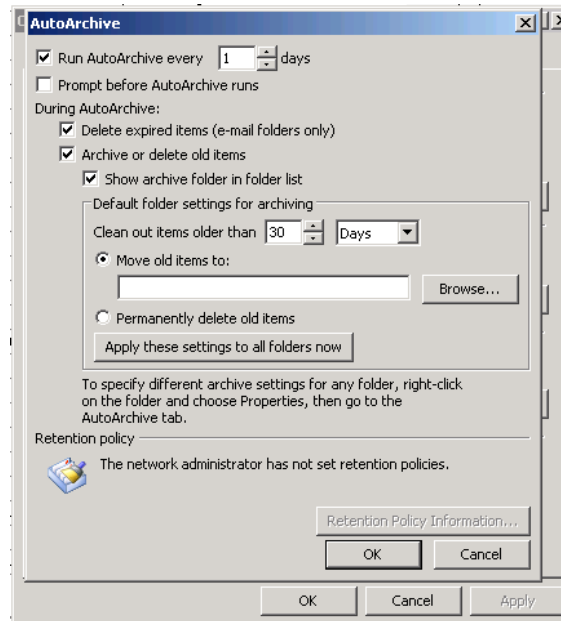 AutoArchive
Run AutoArchive every 1 days
Prompt before AutoArchive runs
During AutoArchive:
Delete expired items (e-mail folders only)
Archive or delete old items
Show archive folder in folder list
Default folder settings for archiving
Clean out items older than 30 Days
Move old items to:
Browse...
Permanently delete old items
Apply these settings to all folders now
To specify different archive settings for any folder, right-click
on the folder and choose Properties, then go to the
AutoArchive tab.
Retention policy
The network administrator has not set retention policies.
Retention Policy Information...
OK Cancel
OK Cancel Apply